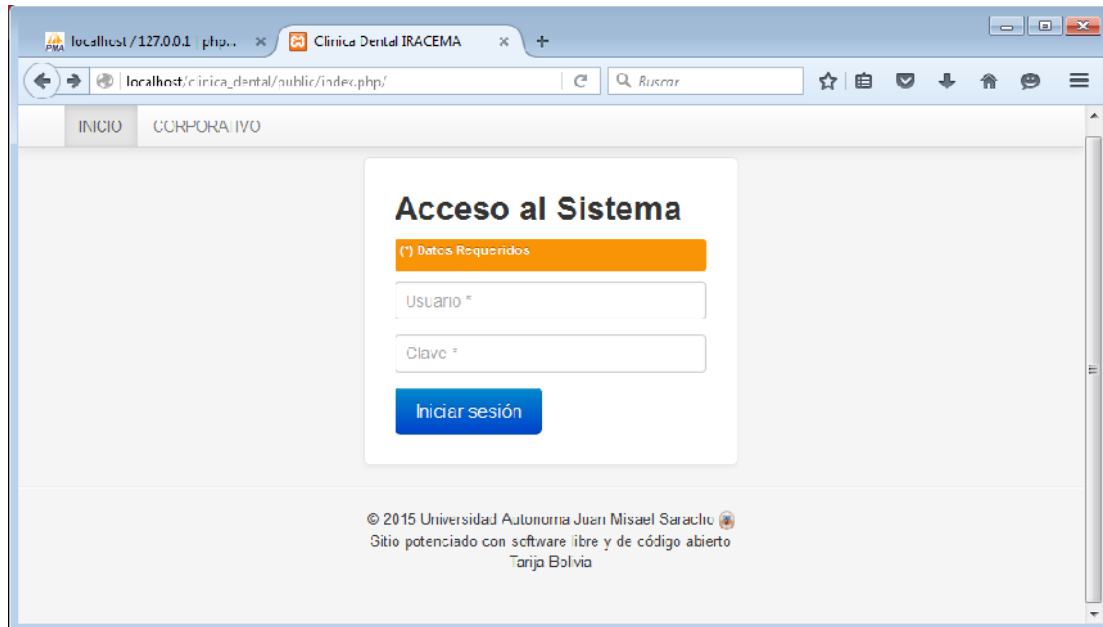 localhost / 127.0.0.1 | php...
Clinica Dental IRACEMA
localhost/clinica_dental/public/index.php/
Buscar
INICIO
CORPORATIVO
Acceso al Sistema
(*) Datos Requeridos
Usuario *
Clave *
Iniciar sesión
© 2015 Universidad Autonoma Juan Misael Saracho
Sitio potenciado con software libre y de código abierto
Tarija Bolivia